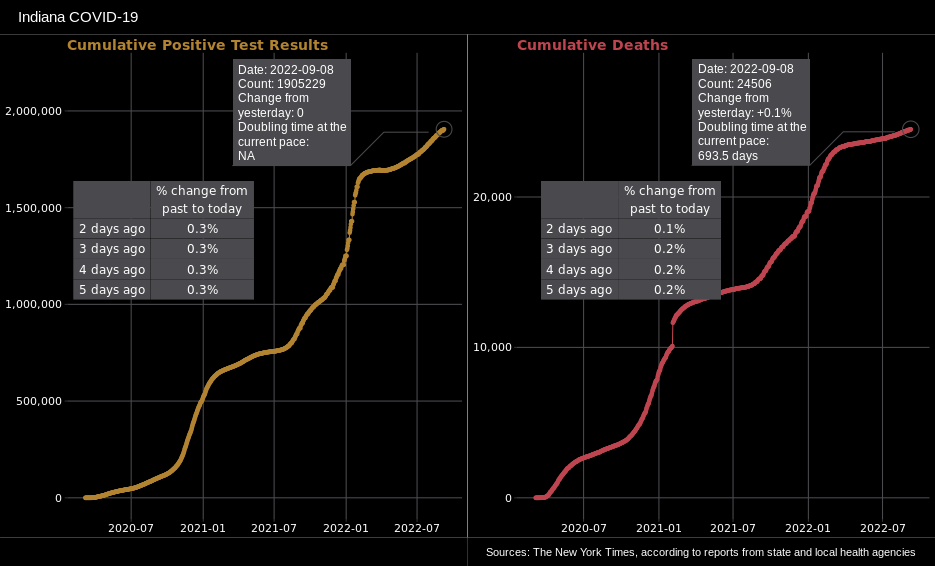 Indiana COVID-19
Cumulative Positive Test Results
Date: 2022-09-08
Count: 1905229
Change from
yesterday: 0
Doubling time at the
current pace:
NA
2,000,000
1,500,000
1,000,000
500,000
0
% change from
past to today
2 days ago 0.3%
3 days ago 0.3%
4 days ago 0.3%
5 days ago 0.3%
2020-07 2021-01 2021-07 2022-01 2022-07
Cumulative Deaths
Date: 2022-09-08
Count: 24506
Change from
yesterday: +0.1%
Doubling time at the
current pace:
693.5 days
20,000
10,000
0
% change from
past to today
2 days ago 0.1%
3 days ago 0.2%
4 days ago 0.2%
5 days ago 0.2%
2020-07 2021-01 2021-07 2022-01 2022-07
Sources: The New York Times, according to reports from state and local health agencies